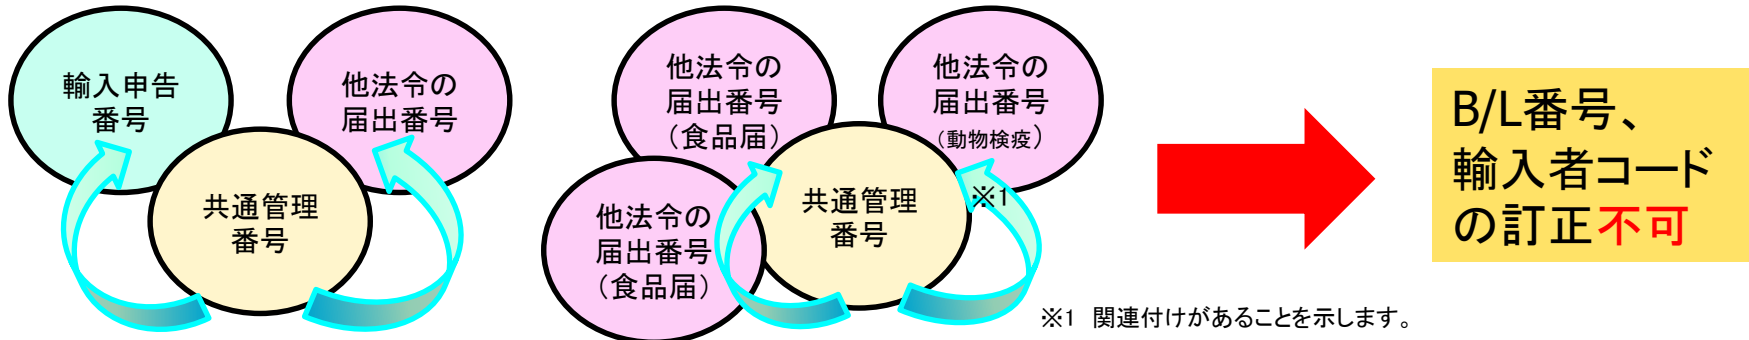 輸入申告
番号
他法令の
届出番号
共通管理
番号
他法令の
届出番号
（食品届）
他法令の
届出番号
（動物検疫）
他法令の
届出番号
（食品届）
共通管理
番号
※1
※1　関連付けがあることを示します。
B/L番号、
輸入者コード
の訂正不可